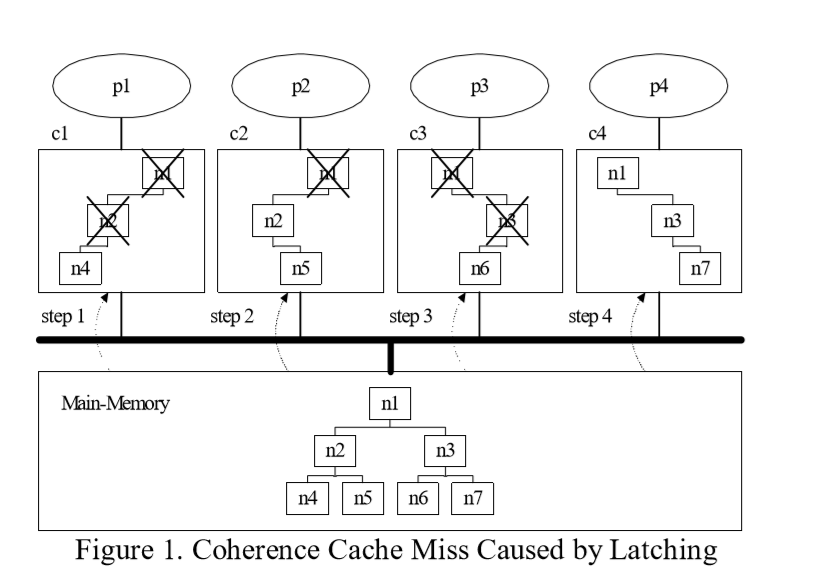 p1 p2 p3 p4
c1 c2 c3 c4
n1 n1 n1 n1
n2 n2 n3 n3
n4 n5 n6 n7
step 1 step 2 step 3 step 4
Main-Memory n1
n2 n3
n4 n5 n6 n7
Figure 1. Coherence Cache Miss Caused by Latching